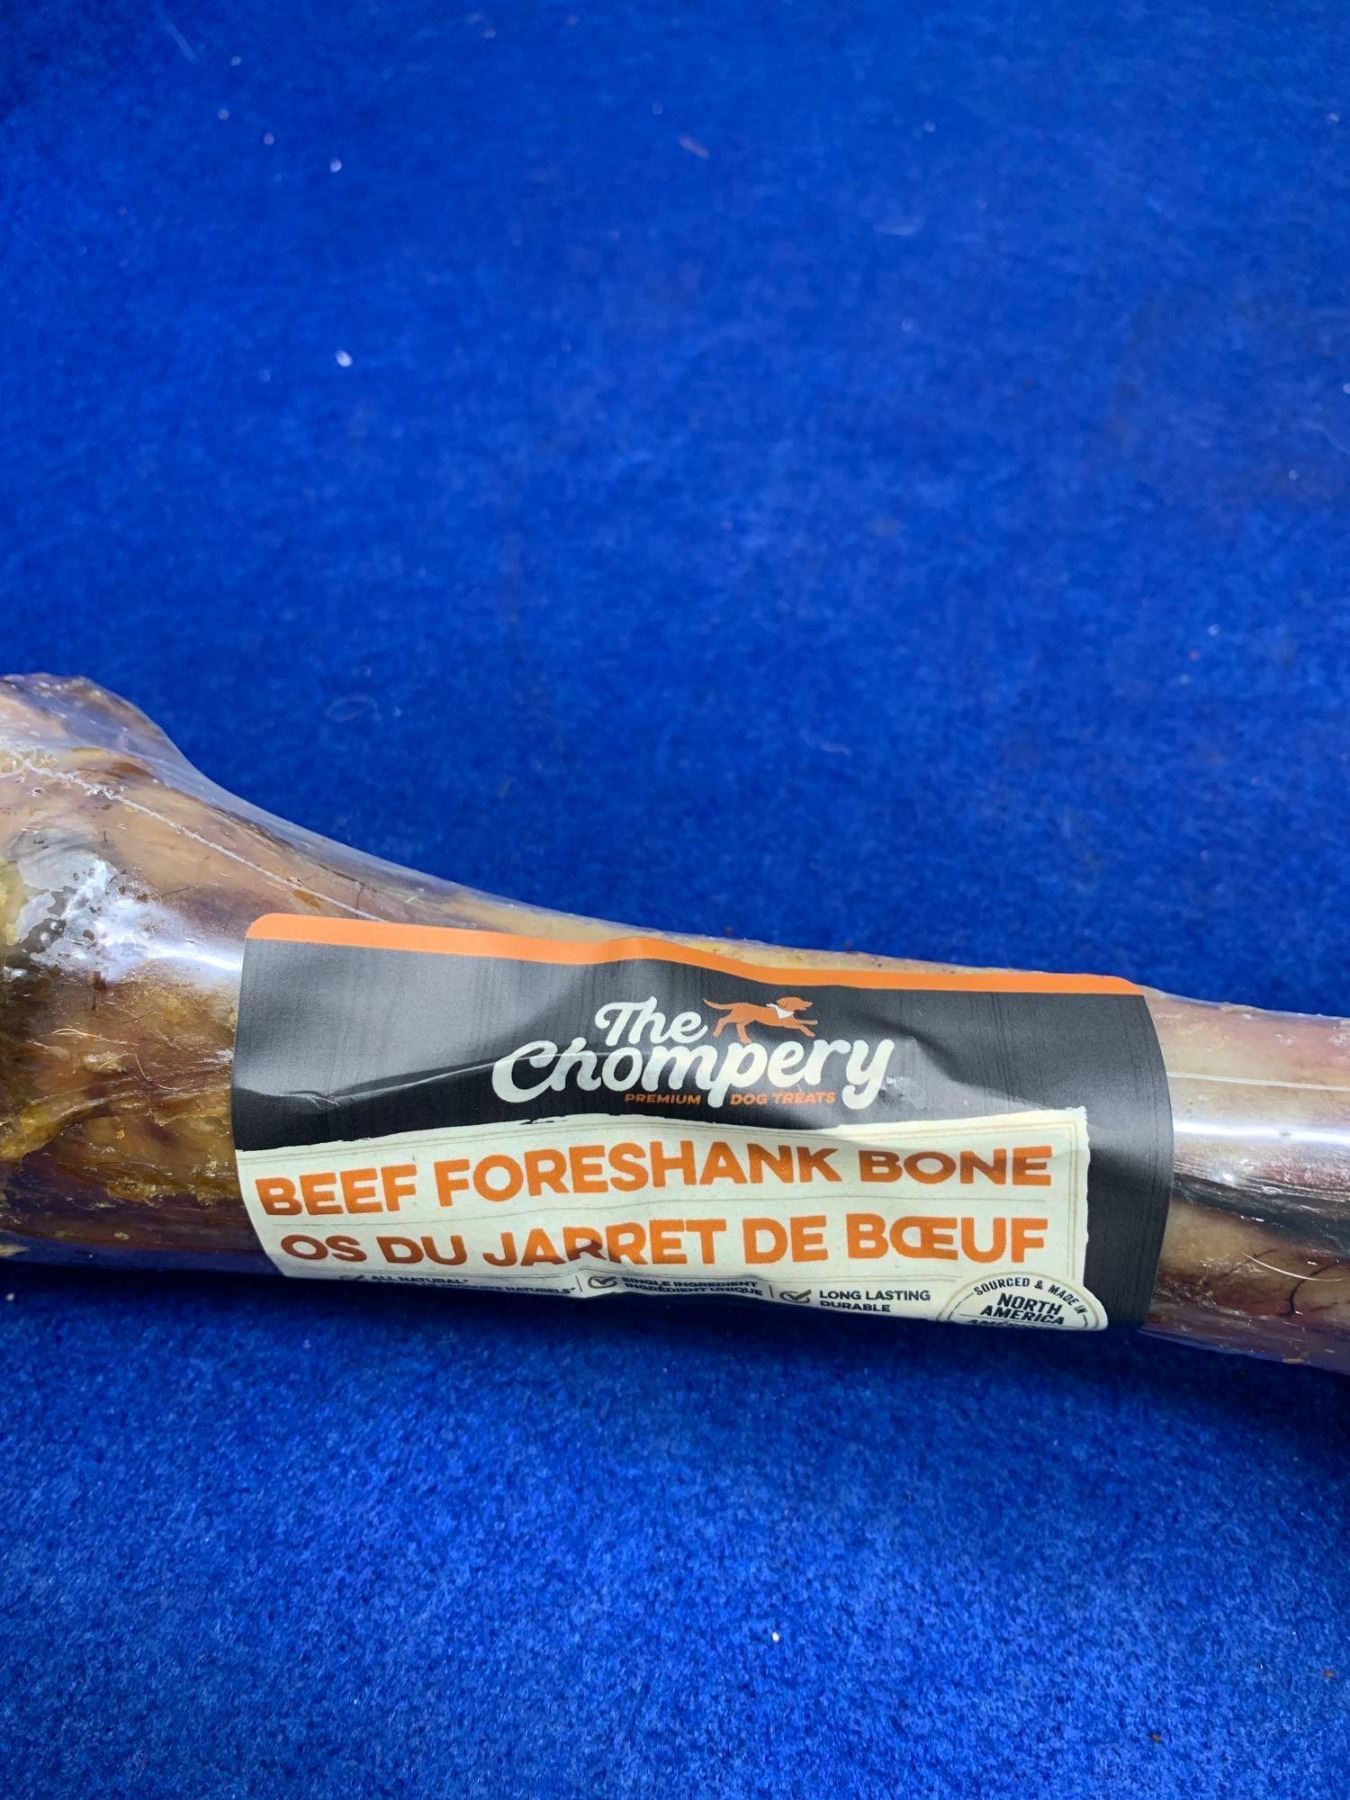 The
Chompery
PREMIUM DOG TREATS
BEEF FORESHANK BONE
OS DU JARRET DE BŒUF
ALL NATURAL*
NATURELS*
SINGLE INGREDIENT
INGRÉDIENT UNIQUE
LONG LASTING
DURABLE
SOURCED & MADE IN
NORTH
AMERICA